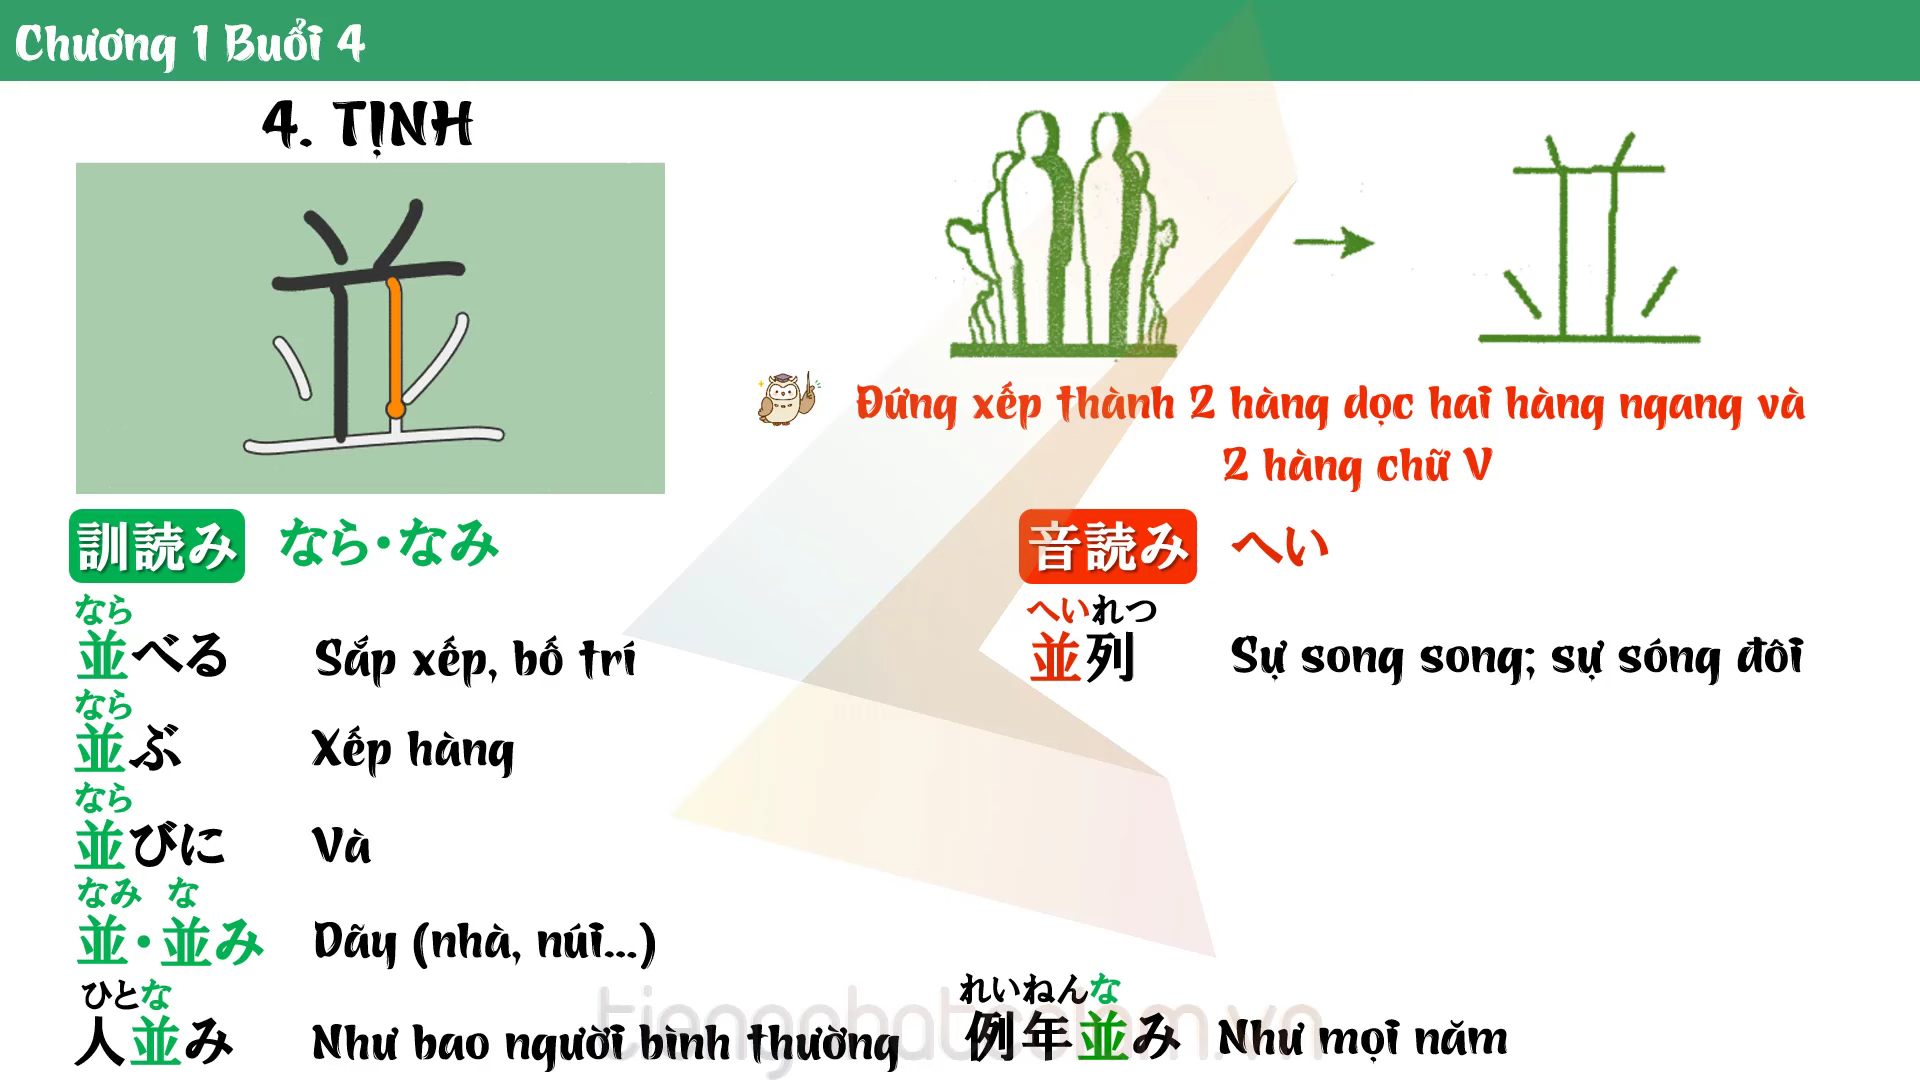 Chương 1 Buổi 4
4. TỊNH
並
Đứng xếp thành 2 hàng dọc hai hàng ngang và
2 hàng chữ V
訓読み なら・なみ
音読み へい
なら
並べる Sắp xếp, bố trí
へいれつ
並列 Sự song song; sự sóng đôi
なら
並ぶ Xếp hàng
なら
並びに Và
なみ な
並・並み Dãy (nhà, núi...)
ひとな
人並み Như bao người bình thường
れいねんな
例年並み Như mọi năm